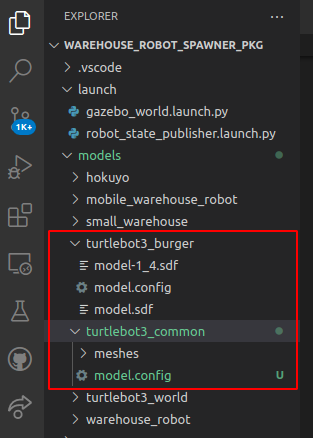 EXPLORER
WAREHOUSE_ROBOT_SPAWNER_PKG
.vscode
launch
gazebo_world.launch.py
robot_state_publisher.launch.py
models
hokuyo
mobile_warehouse_robot
small_warehouse
turtlebot3_burger
model-1_4.sdf
model.config
model.sdf
turtlebot3_common
meshes
model.config U
turtlebot3_world
warehouse_robot
1K+